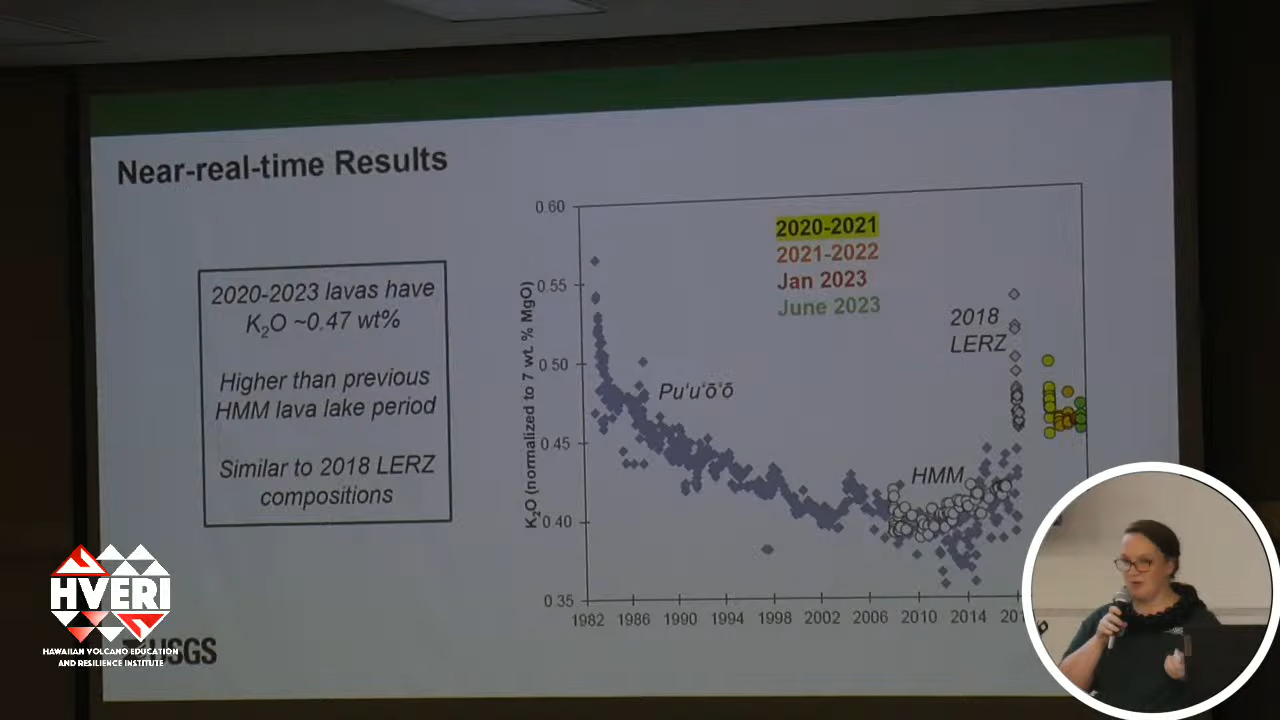 Near-real-time Results
2020-2023 lavas have
K₂O ~0.47 wt%
Higher than previous
HMM lava lake period
Similar to 2018 LERZ
compositions
K₂O (normalized to 7 wt. % MgO)
0.60
0.55
0.50
0.45
0.40
0.35
2020-2021
2021-2022
Jan 2023
June 2023
2018
LERZ
Puʻuʻōʻō
HMM
1982 1986 1990 1994 1998 2002 2006 2010 2014
HVERI
HAWAIIAN VOLCANO EDUCATION
AND RESILIENCE INSTITUTE
USGS